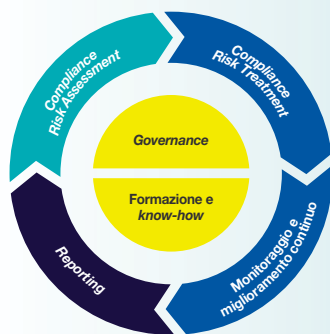 Compliance
Risk Assessment
Compliance
Risk Treatment
Governance
Formazione e
know-how
Reporting
Monitoraggio e
miglioramento continuo